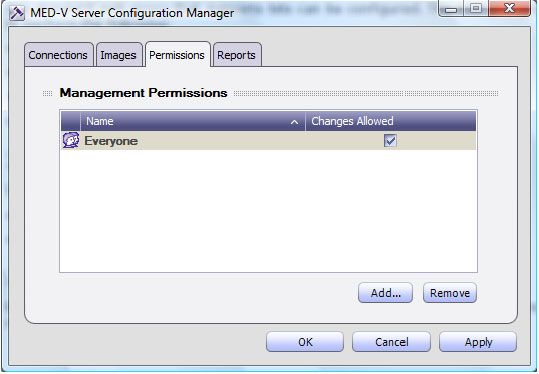 MED-V Server Configuration Manager
Connections Images Permissions Reports
Management Permissions
Name Changes Allowed
Everyone
Add... Remove
OK Cancel Apply